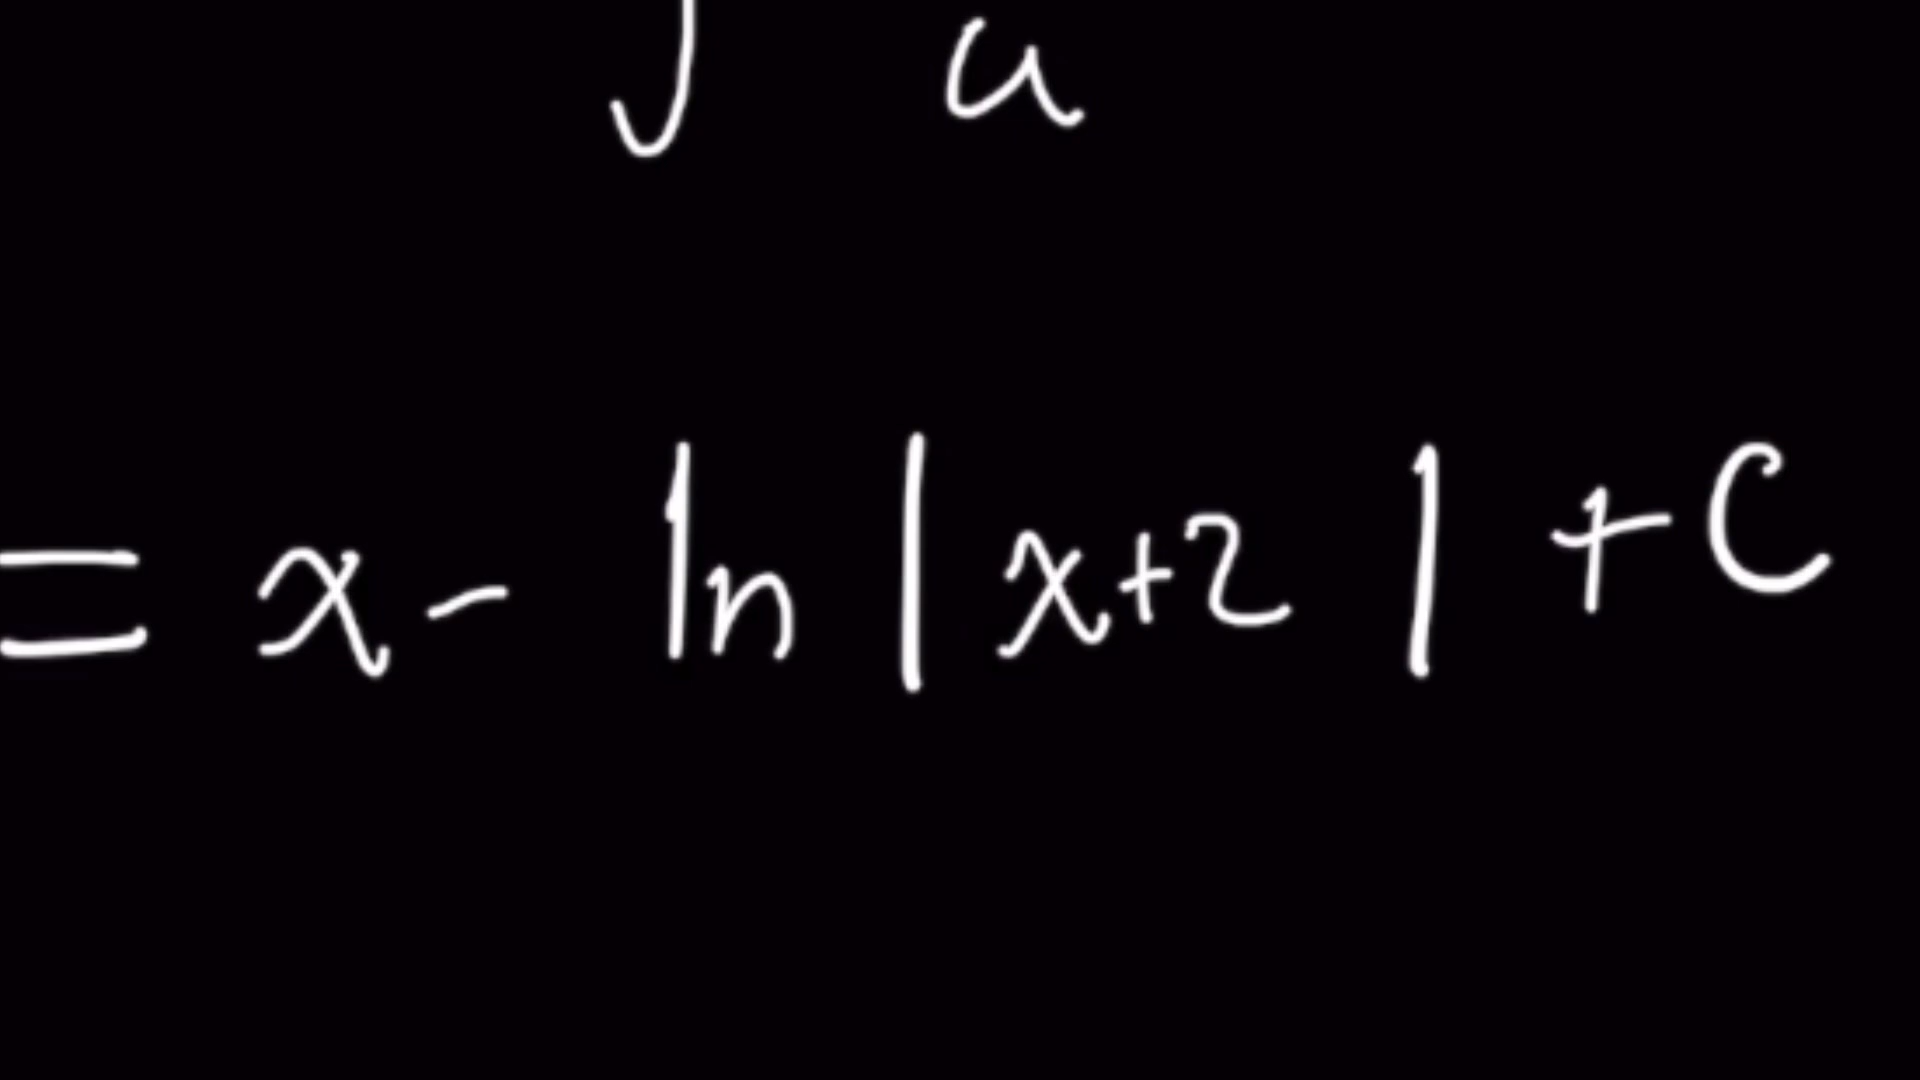 ∫ u
= x - ln |x+2| + C